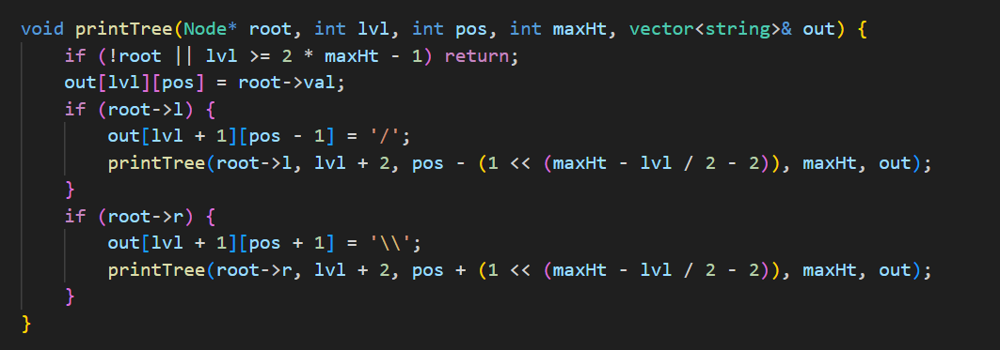 void printTree(Node* root, int lvl, int pos, int maxHt, vector<string>& out) {
    if (!root || lvl >= 2 * maxHt - 1) return;
    out[lvl][pos] = root->val;
    if (root->l) {
        out[lvl + 1][pos - 1] = '/';
        printTree(root->l, lvl + 2, pos - (1 << (maxHt - lvl / 2 - 2)), maxHt, out);
    }
    if (root->r) {
        out[lvl + 1][pos + 1] = '\\';
        printTree(root->r, lvl + 2, pos + (1 << (maxHt - lvl / 2 - 2)), maxHt, out);
    }
}